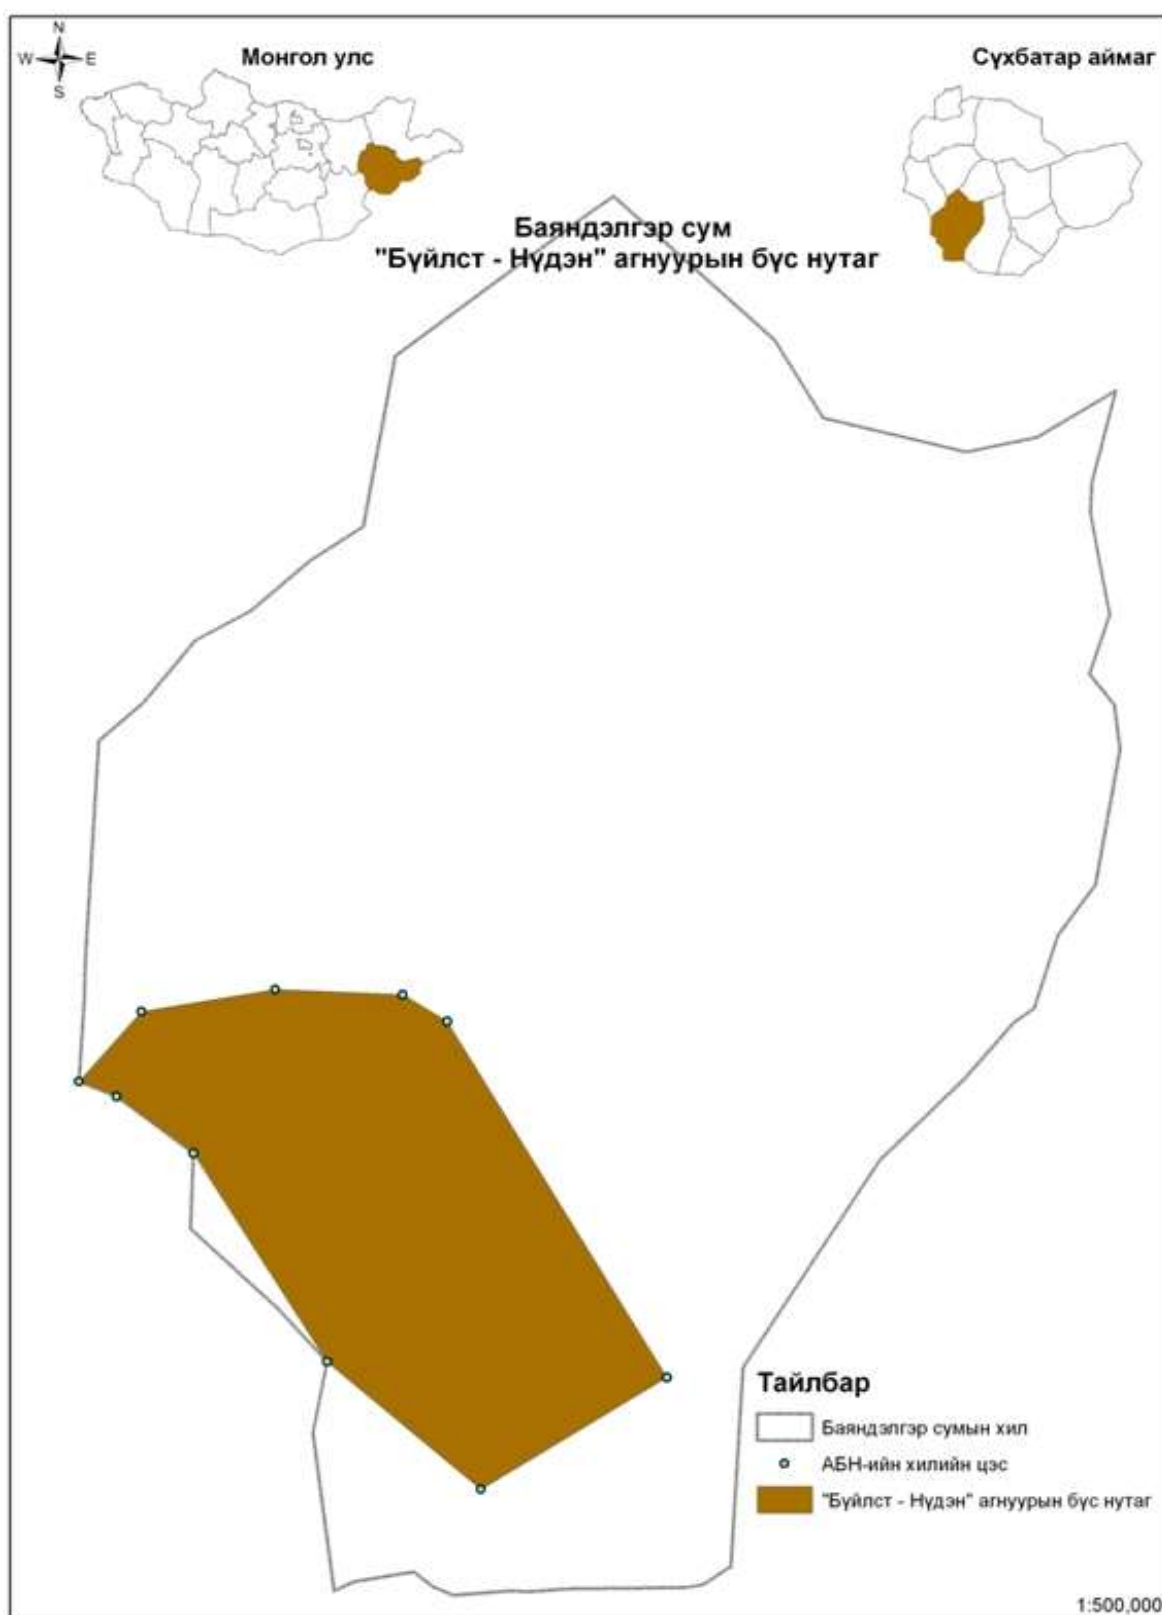 N
W E
S
Монгол улс
Сүхбатар аймаг
Баяндэлгэр сум
"Бүйлст - Нүдэн" агнуурын бүс нутаг
Тайлбар
Баяндэлгэр сумын хил
АБН-ийн хилийн цэс
"Бүйлст - Нүдэн" агнуурын бүс нутаг
1:500,000